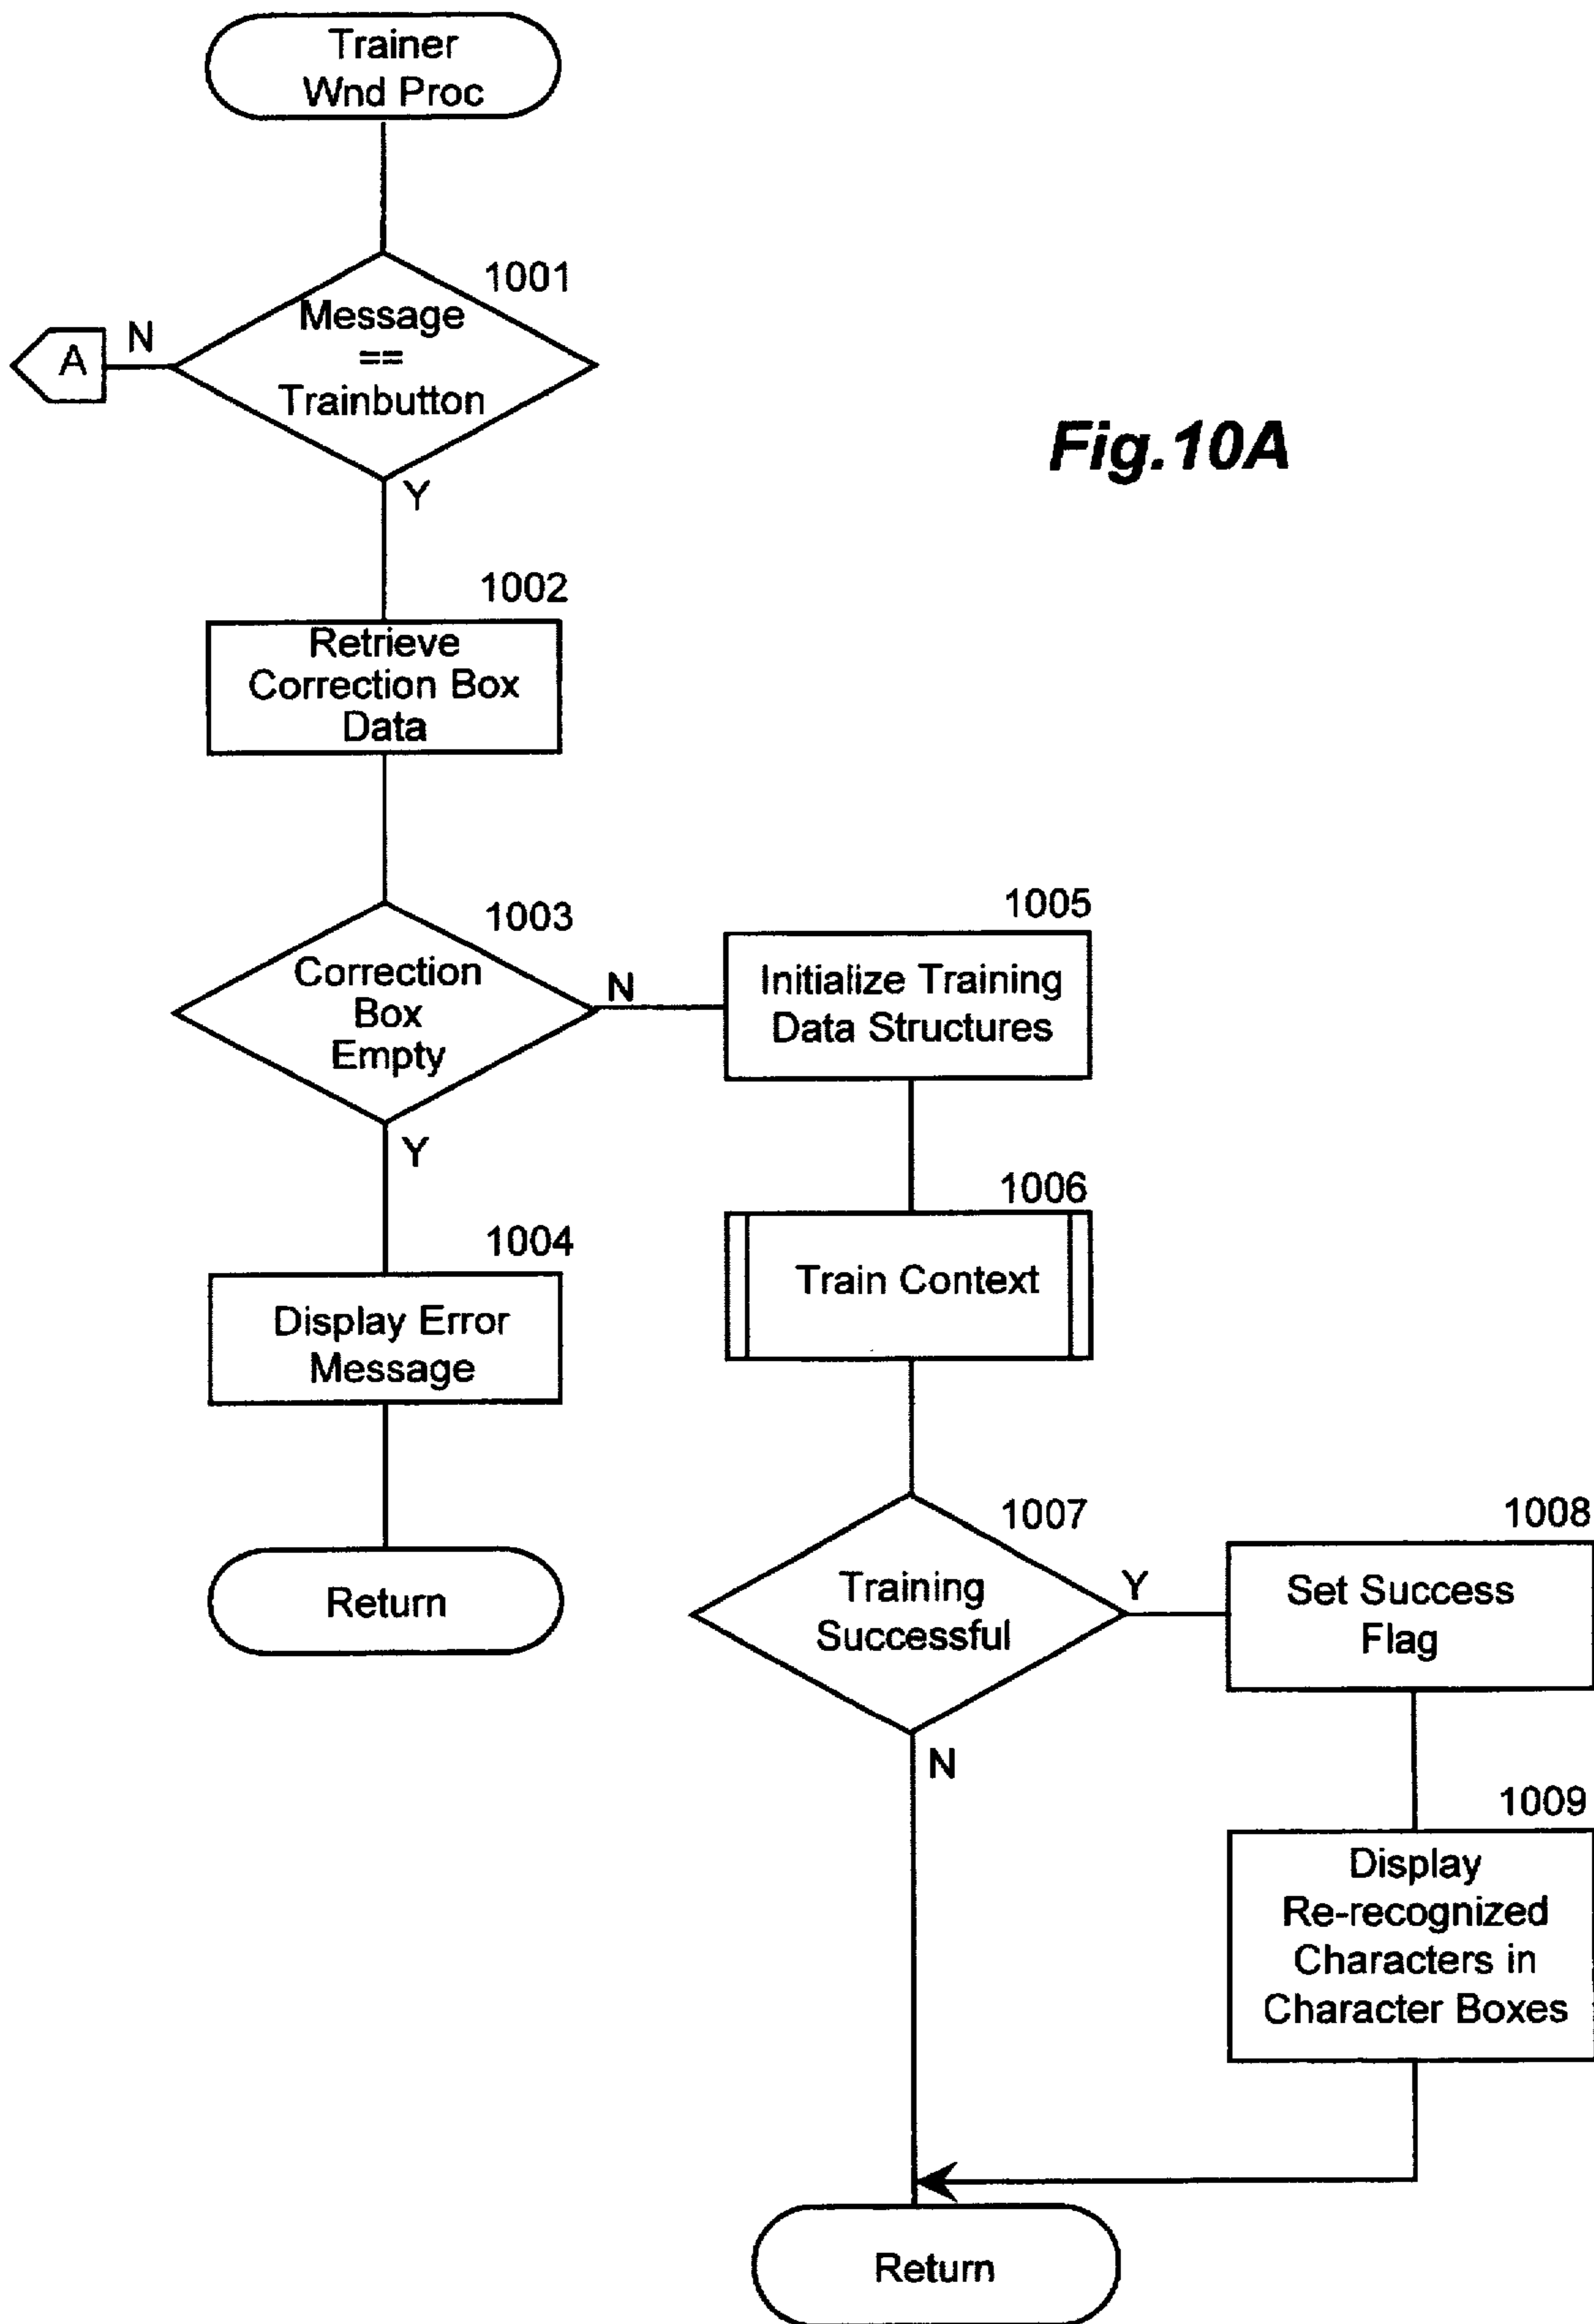 Trainer
Wnd Proc
1001
Message
==
Trainbutton
N
A
Y
Fig.10A
1002
Retrieve
Correction Box
Data
1003
Correction
Box
Empty
N
Y
1005
Initialize Training
Data Structures
1004
Display Error
Message
Return
1006
Train Context
1007
Training
Successful
Y
N
1008
Set Success
Flag
1009
Display
Re-recognized
Characters in
Character Boxes
Return